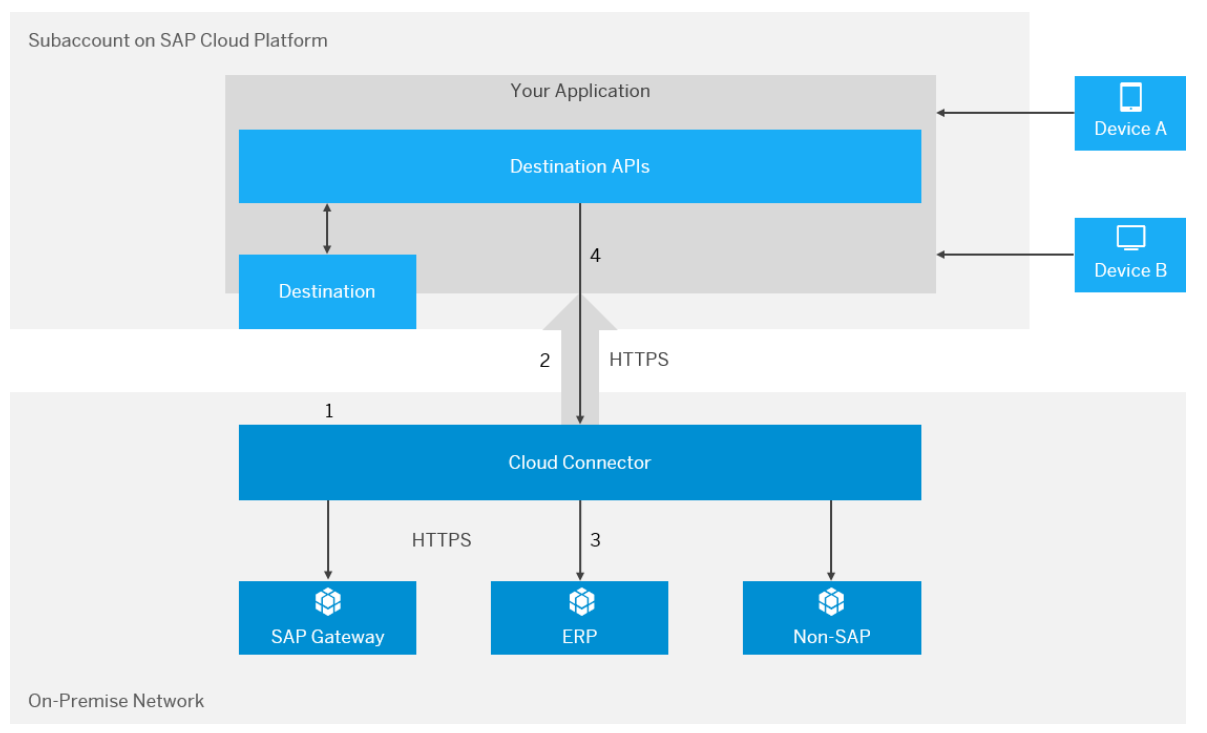 Subaccount on SAP Cloud Platform
Your Application
Device A
Destination APIs
4
Device B
Destination
2
HTTPS
1
Cloud Connector
HTTPS
3
SAP Gateway
ERP
Non-SAP
On-Premise Network